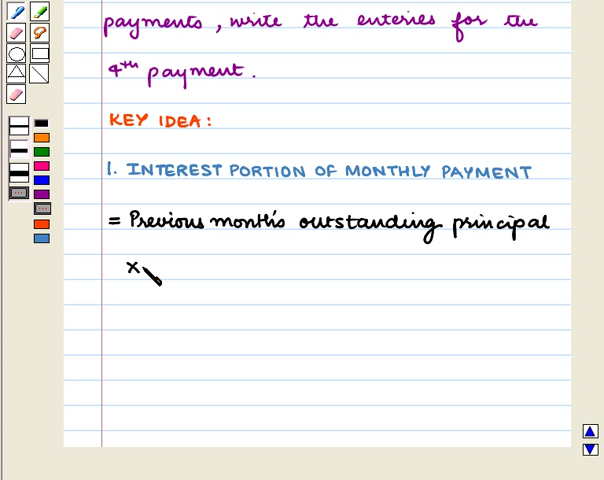 payments, write the enteries for the
4th payment.
KEY IDEA:
1. INTEREST PORTION OF MONTHLY PAYMENT
= Previous month's outstanding principal
×